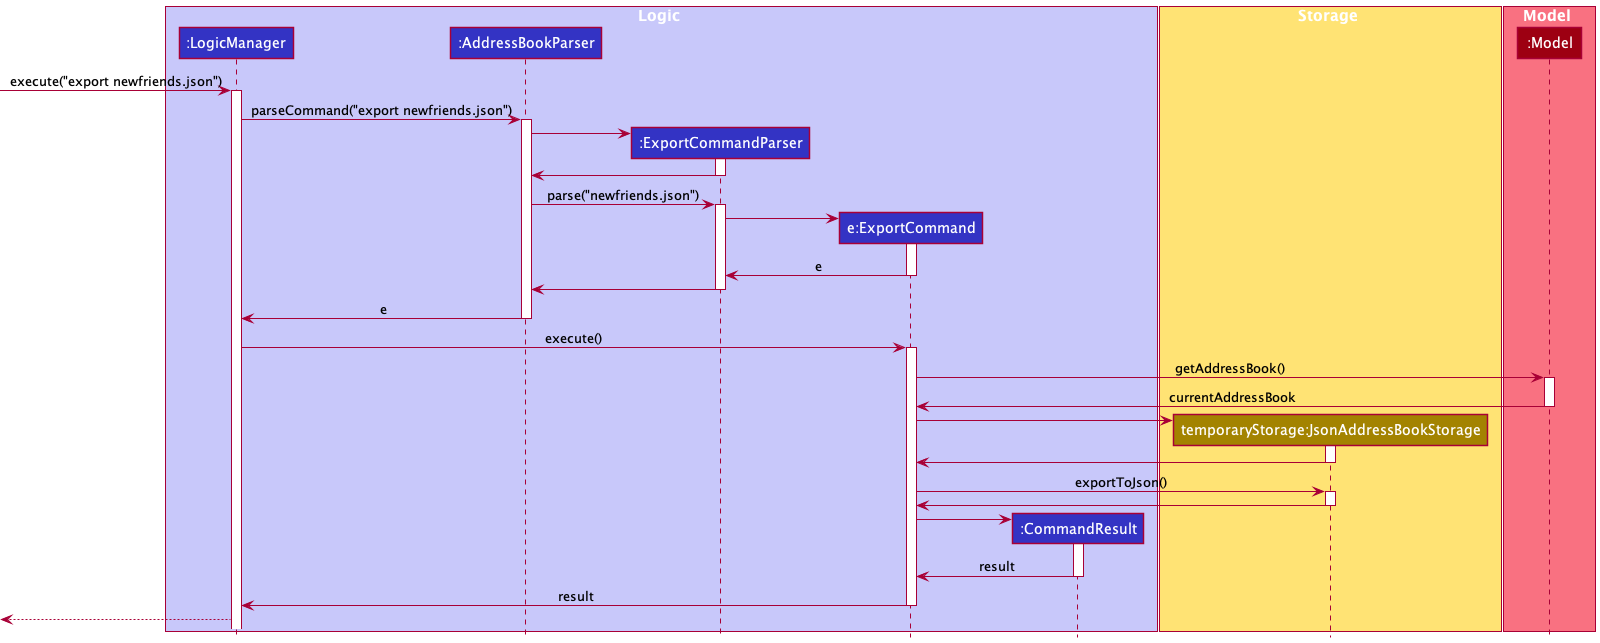 Logic
Storage
Model
:LogicManager
:AddressBookParser
:Model
execute("export newfriends.json")
parseCommand("export newfriends.json")
:ExportCommandParser
parse("newfriends.json")
e:ExportCommand
e
e
execute()
getAddressBook()
currentAddressBook
temporaryStorage:JsonAddressBookStorage
exportToJson()
:CommandResult
result
result